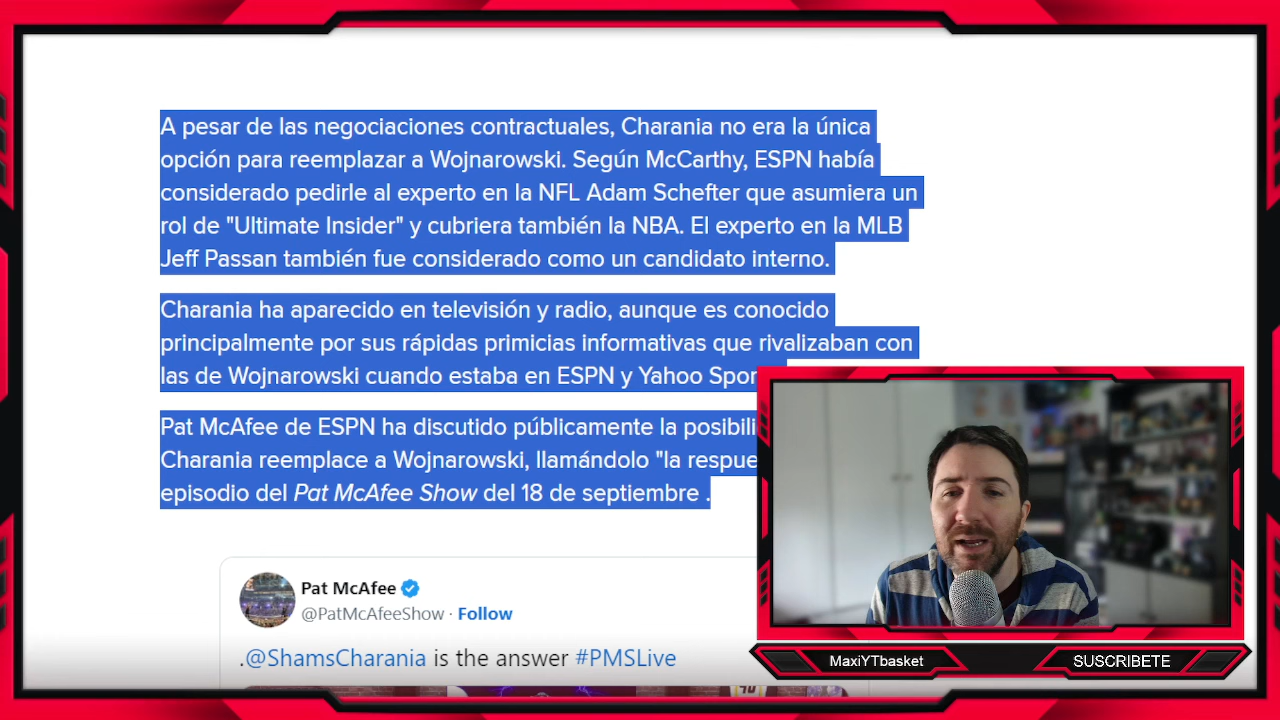 A pesar de las negociaciones contractuales, Charania no era la única
opción para reemplazar a Wojnarowski. Según McCarthy, ESPN había
considerado pedirle al experto en la NFL Adam Schefter que asumiera un
rol de "Ultimate Insider" y cubriera también la NBA. El experto en la MLB
Jeff Passan también fue considerado como un candidato interno.
Charania ha aparecido en televisión y radio, aunque es conocido
principalmente por sus rápidas primicias informativas que rivalizaban con
las de Wojnarowski cuando estaba en ESPN y Yahoo
Pat McAfee de ESPN ha discutido públicamente la
Charania reemplace a Wojnarowski, llamándolo "la
episodio del Pat McAfee Show del 18 de septiembre .
Pat McAfee
@PatMcAfeeShow · Follow
.@ShamsCharania is the answer #PMSLive
MaxiYTbasket
SUSCRIBETE